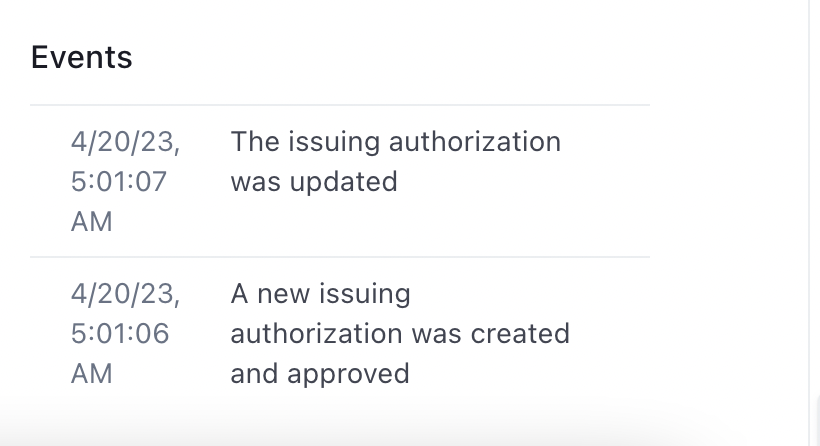 Events
4/20/23, The issuing authorization
5:01:07 was updated
AM
4/20/23, A new issuing
5:01:06 authorization was created
AM and approved